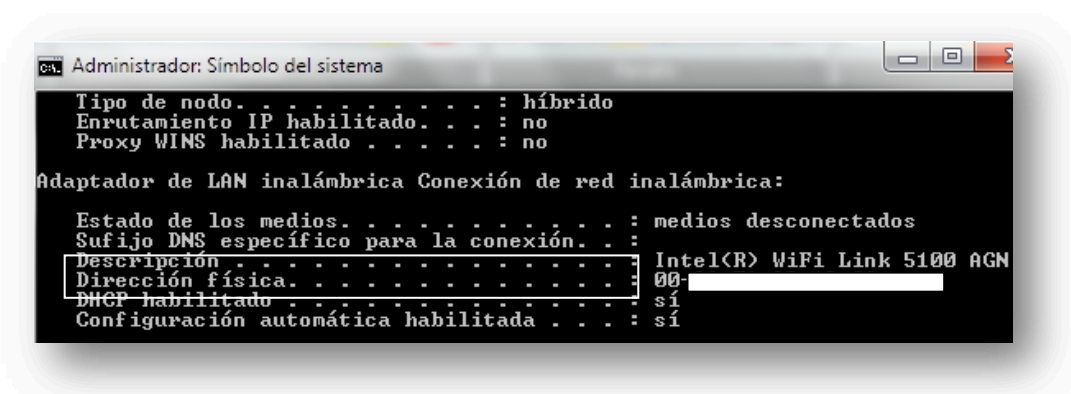 Administrador: Símbolo del sistema
Tipo de nodo. . . . . . . . . . : híbrido
Enrutamiento IP habilitado. . . : no
Proxy WINS habilitado . . . . . : no
Adaptador de LAN inalámbrica Conexión de red inalámbrica:
Estado de los medios. . . . . . . . . . . : medios desconectados
Sufijo DNS específico para la conexión. . :
Descripción . . . . . . . . . . . . . . . : Intel(R) WiFi Link 5100 AGN
Dirección física. . . . . . . . . . . . . : 00-
DHCP habilitado . . . . . . . . . . . . . : sí
Configuración automática habilitada . . . : sí